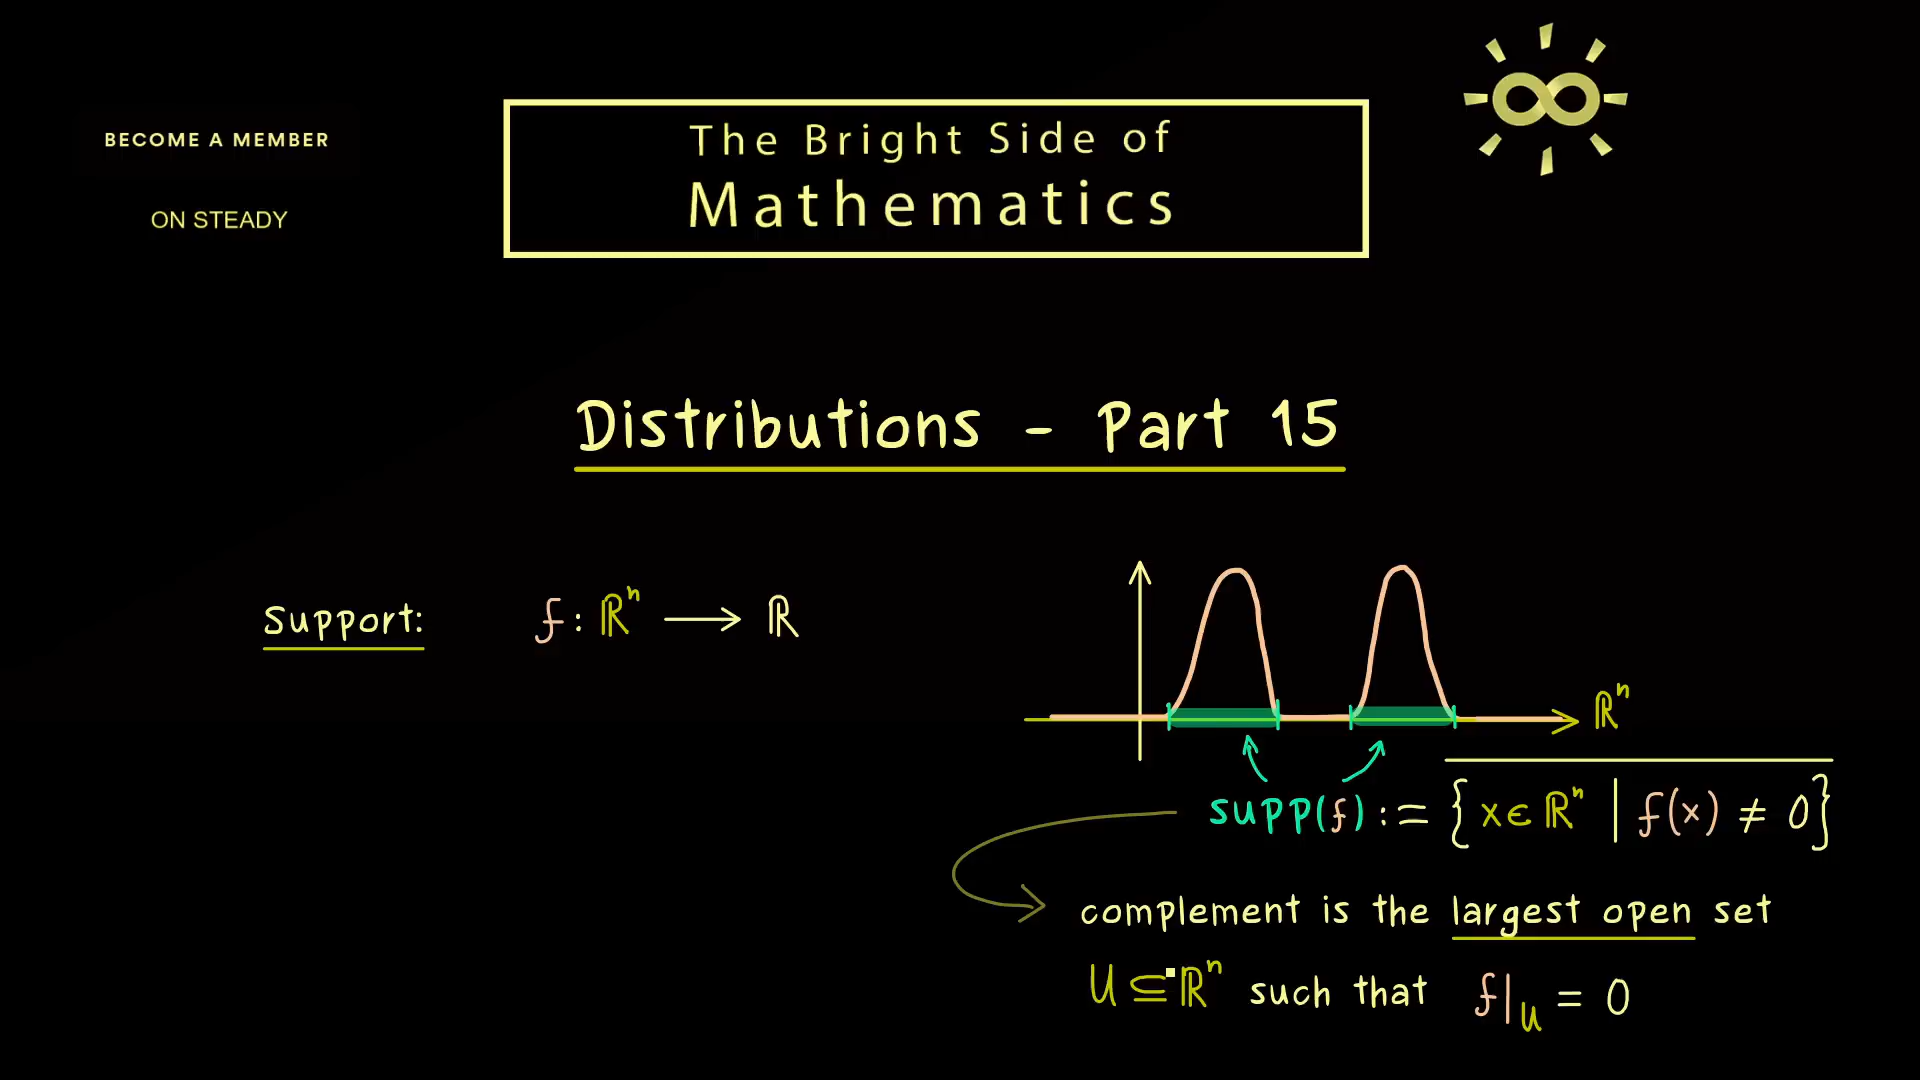 BECOME A MEMBER
ON STEADY
The Bright Side of
Mathematics
Distributions - Part 15
Support: f : ℝⁿ ⟶ ℝ
ℝⁿ
supp(f) := {x ∈ ℝⁿ | f(x) ≠ 0}
complement is the largest open set
U ⊆ ℝⁿ such that f|_U = 0